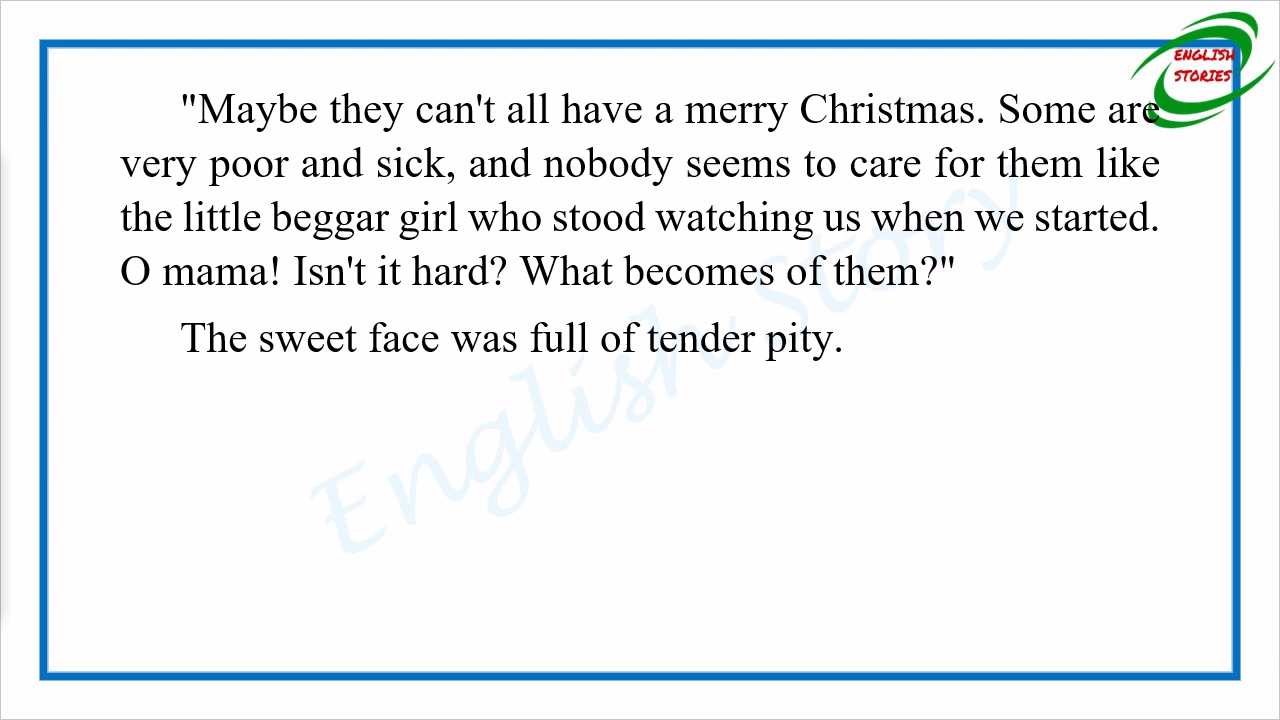 ENGLISH
STORIES
"Maybe they can't all have a merry Christmas. Some are
very poor and sick, and nobody seems to care for them like
the little beggar girl who stood watching us when we started.
O mama! Isn't it hard? What becomes of them?"
The sweet face was full of tender pity.
English Story